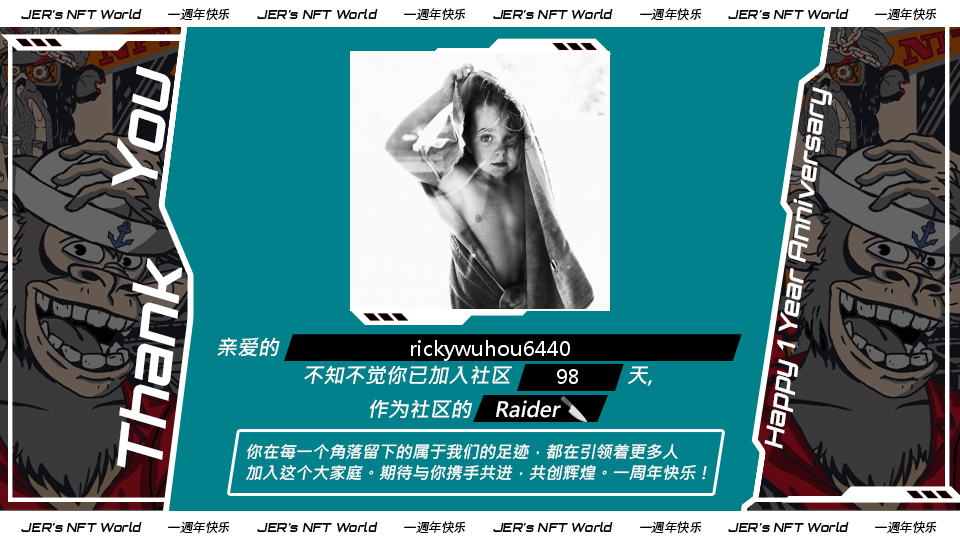 JER's NFT World 一週年快乐 JER's NFT World 一週年快乐 JER's NFT World 一週年快乐 JER's NFT World 一週年快乐
Thank You
亲爱的 rickywuhou6440
不知不觉你已加入社区 98 天,
作为社区的 Raider🔪
你在每一个角落留下的属于我们的足迹，都在引领着更多人
加入这个大家庭。期待与你携手共进，共创辉煌。一周年快乐！
Happy 1 Year Anniversary
JER's NFT World 一週年快乐 JER's NFT World 一週年快乐 JER's NFT World 一週年快乐 JER's NFT World 一週年快乐